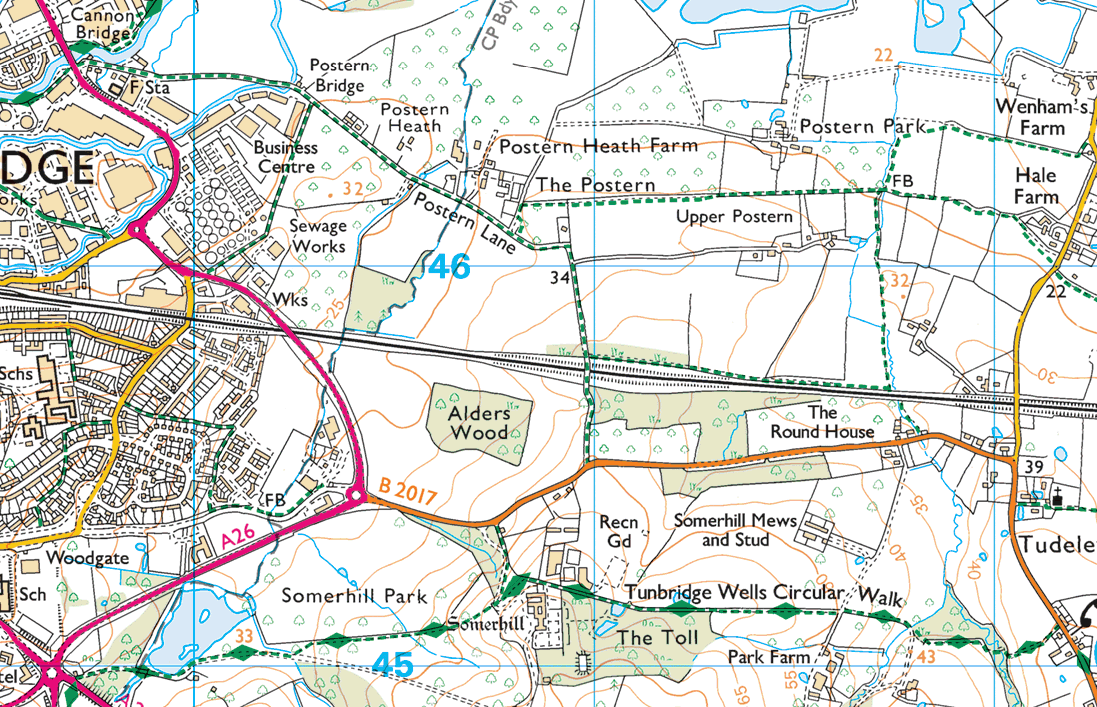 Cannon
Bridge
CP Bdy
22
F Sta
Postern
Bridge
Postern
Heath
Wenham's
Farm
Postern Park
Business
Centre
Postern Heath Farm
DGE
FB
Hale
Farm
The Postern
32
orks
Postern Lane
Upper Postern
Sewage
Works
46
34
32
22
Wks
25
Schs
30
Alders
Wood
The
Round House
39
B 2017
FB
35
A26
Recn
Gd
Somerhill Mews
and Stud
40
40
Tudele
Woodgate
50
Sch
Somerhill Park
Tunbridge Wells Circular Walk
Somerhill
33
The Toll
45
Park Farm
43
tel
65
55